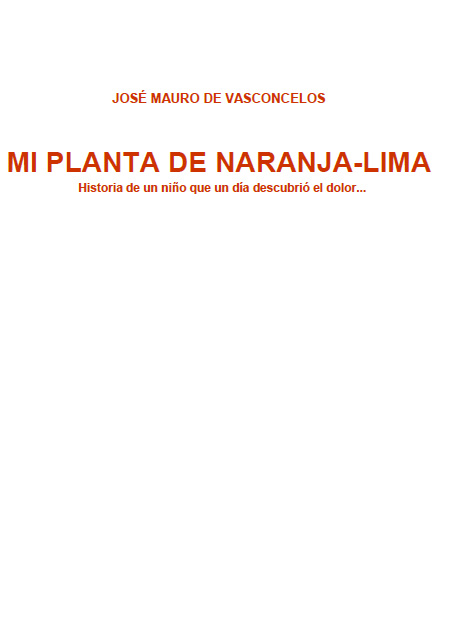 JOSÉ MAURO DE VASCONCELOS
MI PLANTA DE NARANJA-LIMA
Historia de un niño que un día descubrió el dolor...